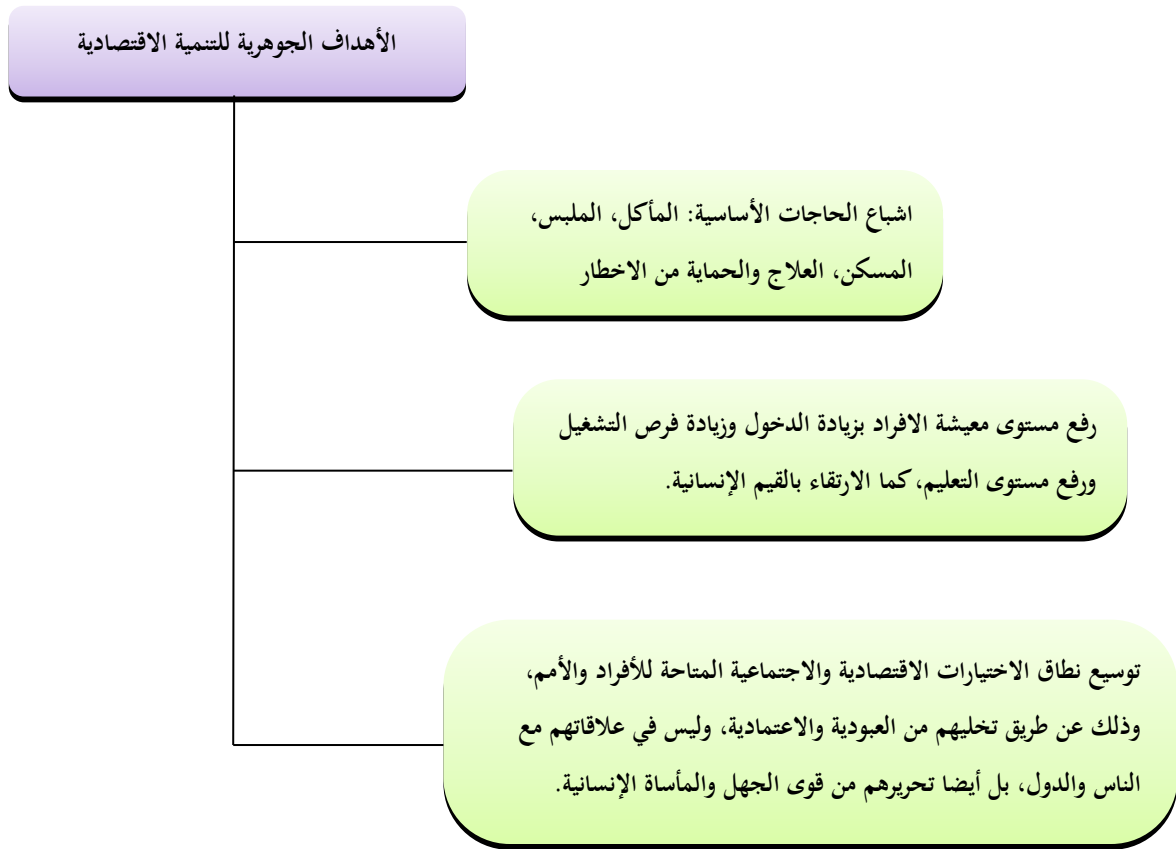 الأهداف الجوهرية للتنمية الاقتصادية
اشباع الحاجات الأساسية: المأكل، الملبس،
المسكن، العلاج والحماية من الاخطار
رفع مستوى معيشة الافراد بزيادة الدخول وزيادة فرص التشغيل
ورفع مستوى التعليم، كما الارتقاء بالقيم الإنسانية.
توسيع نطاق الاختيارات الاقتصادية والاجتماعية المتاحة للأفراد والأمم،
وذلك عن طريق تخليهم من العبودية والاعتمادية، وليس في علاقاتهم مع
الناس والدول، بل أيضا تحريرهم من قوى الجهل والمأساة الإنسانية.